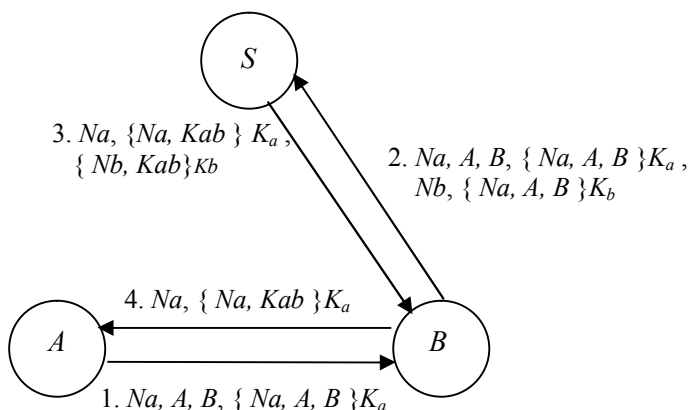 S
3. Na, {Na, Kab } Ka ,
{ Nb, Kab}Kb
2. Na, A, B, { Na, A, B }Ka ,
Nb, { Na, A, B }Kb
4. Na, { Na, Kab }Ka
A
B
1. Na, A, B, { Na, A, B }Ka